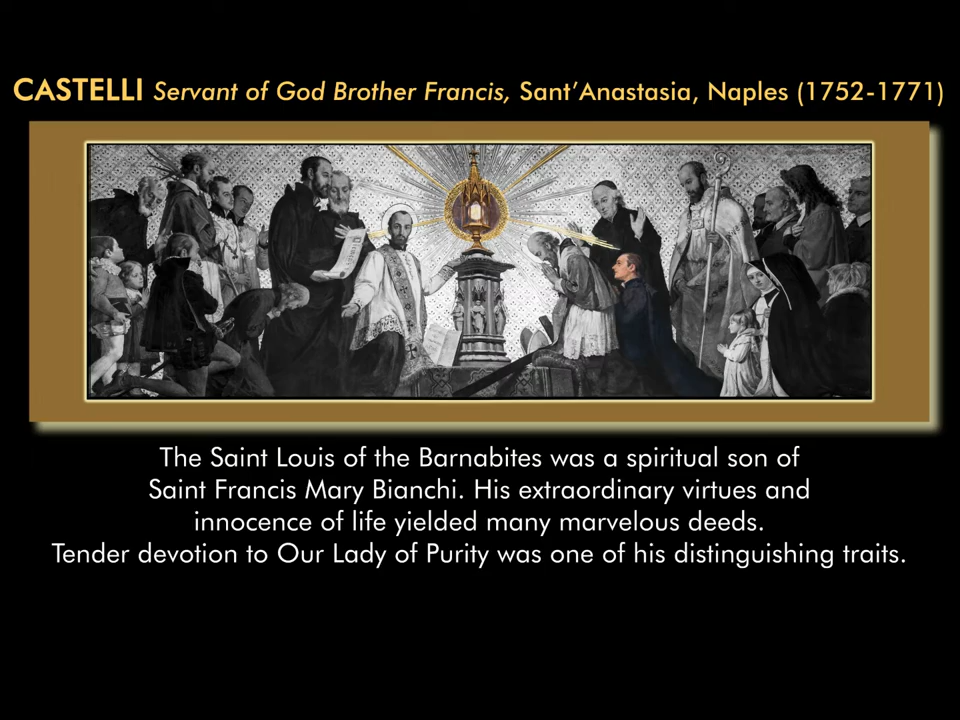 CASTELLI Servant of God Brother Francis, Sant'Anastasia, Naples (1752-1771)
The Saint Louis of the Barnabites was a spiritual son of
Saint Francis Mary Bianchi. His extraordinary virtues and
innocence of life yielded many marvelous deeds.
Tender devotion to Our Lady of Purity was one of his distinguishing traits.